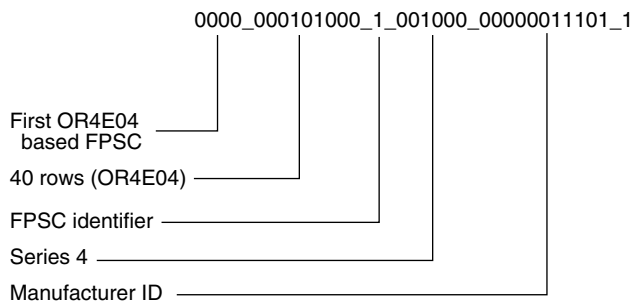 0000_000101000_1_001000_00000011101_1
First OR4E04
based FPSC
40 rows (OR4E04)
FPSC identifier
Series 4
Manufacturer ID